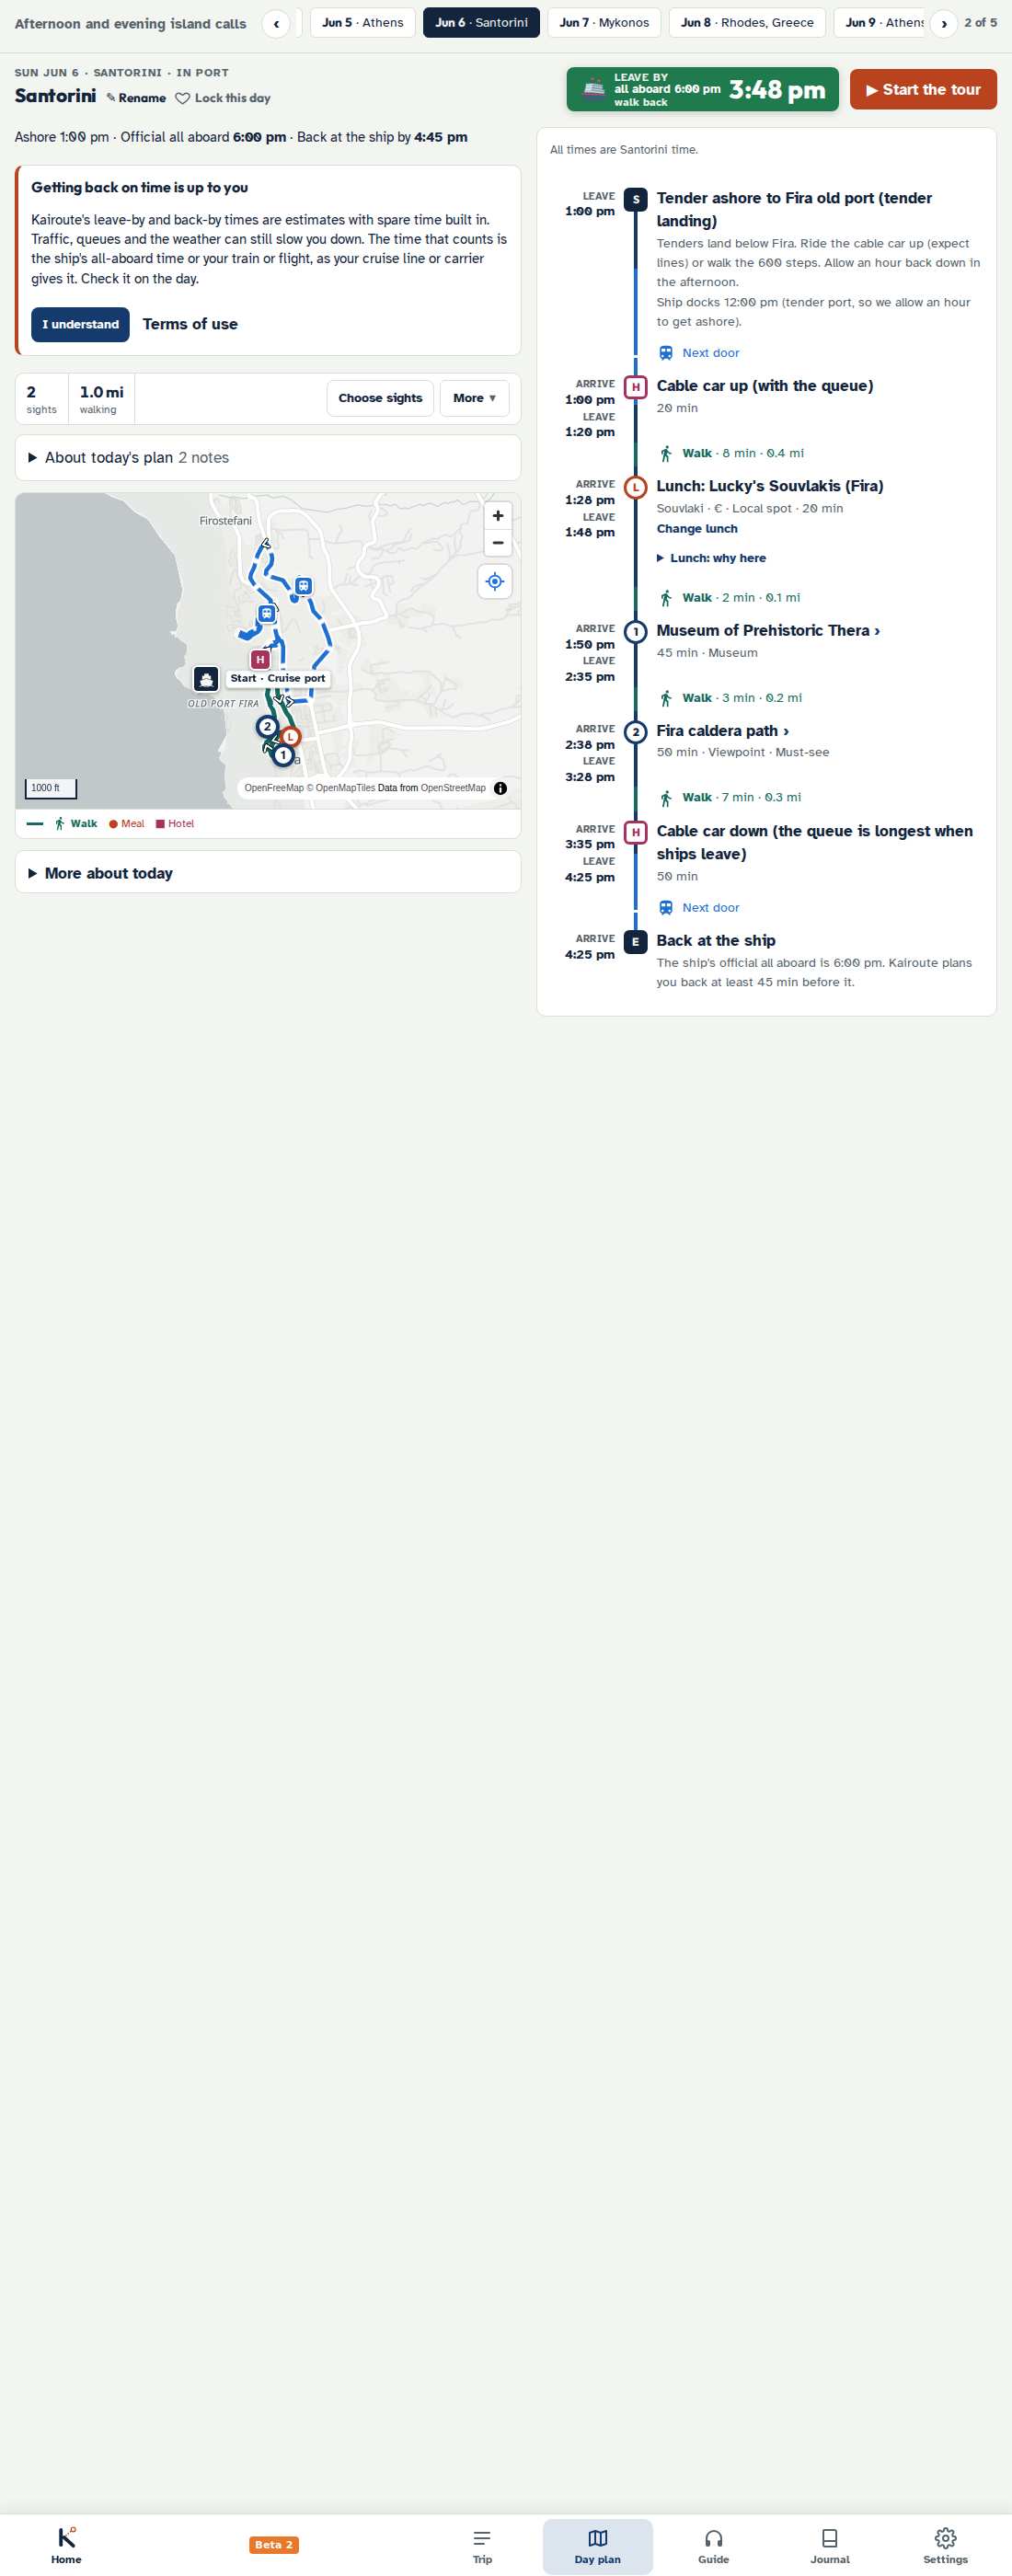 Afternoon and evening island calls
‹
Jun 5 · Athens
Jun 6 · Santorini
Jun 7 · Mykonos
Jun 8 · Rhodes, Greece
Jun 9 · Athens
›
2 of 5
SUN JUN 6 · SANTORINI · IN PORT
Santorini ✎ Rename Lock this day
LEAVE BY
all aboard 6:00 pm
walk back
3:48 pm
▶ Start the tour
Ashore 1:00 pm · Official all aboard 6:00 pm · Back at the ship by 4:45 pm
Getting back on time is up to you
Kairoute's leave-by and back-by times are estimates with spare time built in.
Traffic, queues and the weather can still slow you down. The time that counts is
the ship's all-aboard time or your train or flight, as your cruise line or carrier
gives it. Check it on the day.
I understand
Terms of use
2
sights
1.0 mi
walking
Choose sights
More ▼
▶ About today's plan 2 notes
Firostefani
+
−
H
Start · Cruise port
OLD PORT FIRA
2
L
1
a
1000 ft
OpenFreeMap © OpenMapTiles Data from OpenStreetMap
Walk
Meal
Hotel
▶ More about today
All times are Santorini time.
LEAVE
1:00 pm
S
Tender ashore to Fira old port (tender
landing)
Tenders land below Fira. Ride the cable car up (expect
lines) or walk the 600 steps. Allow an hour back down in
the afternoon.
Ship docks 12:00 pm (tender port, so we allow an hour
to get ashore).
Next door
ARRIVE
1:00 pm
LEAVE
1:20 pm
H
Cable car up (with the queue)
20 min
Walk · 8 min · 0.4 mi
ARRIVE
1:28 pm
LEAVE
1:48 pm
L
Lunch: Lucky's Souvlakis (Fira)
Souvlaki · € · Local spot · 20 min
Change lunch
▶ Lunch: why here
Walk · 2 min · 0.1 mi
ARRIVE
1:50 pm
LEAVE
2:35 pm
1
Museum of Prehistoric Thera ›
45 min · Museum
Walk · 3 min · 0.2 mi
ARRIVE
2:38 pm
LEAVE
3:28 pm
2
Fira caldera path ›
50 min · Viewpoint · Must-see
Walk · 7 min · 0.3 mi
ARRIVE
3:35 pm
LEAVE
4:25 pm
H
Cable car down (the queue is longest when
ships leave)
50 min
Next door
ARRIVE
4:25 pm
E
Back at the ship
The ship's official all aboard is 6:00 pm. Kairoute plans
you back at least 45 min before it.
Home
Beta 2
Trip
Day plan
Guide
Journal
Settings